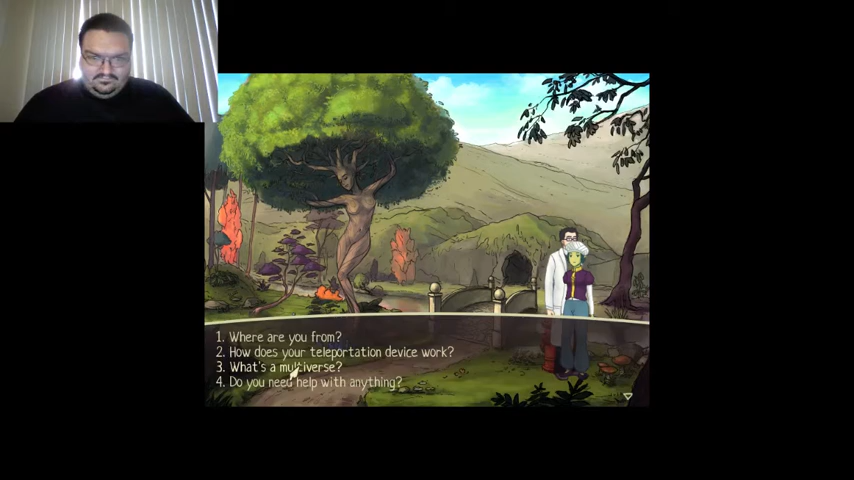 1. Where are you from?
2. How does your teleportation device work?
3. What's a multiverse?
4. Do you need help with anything?